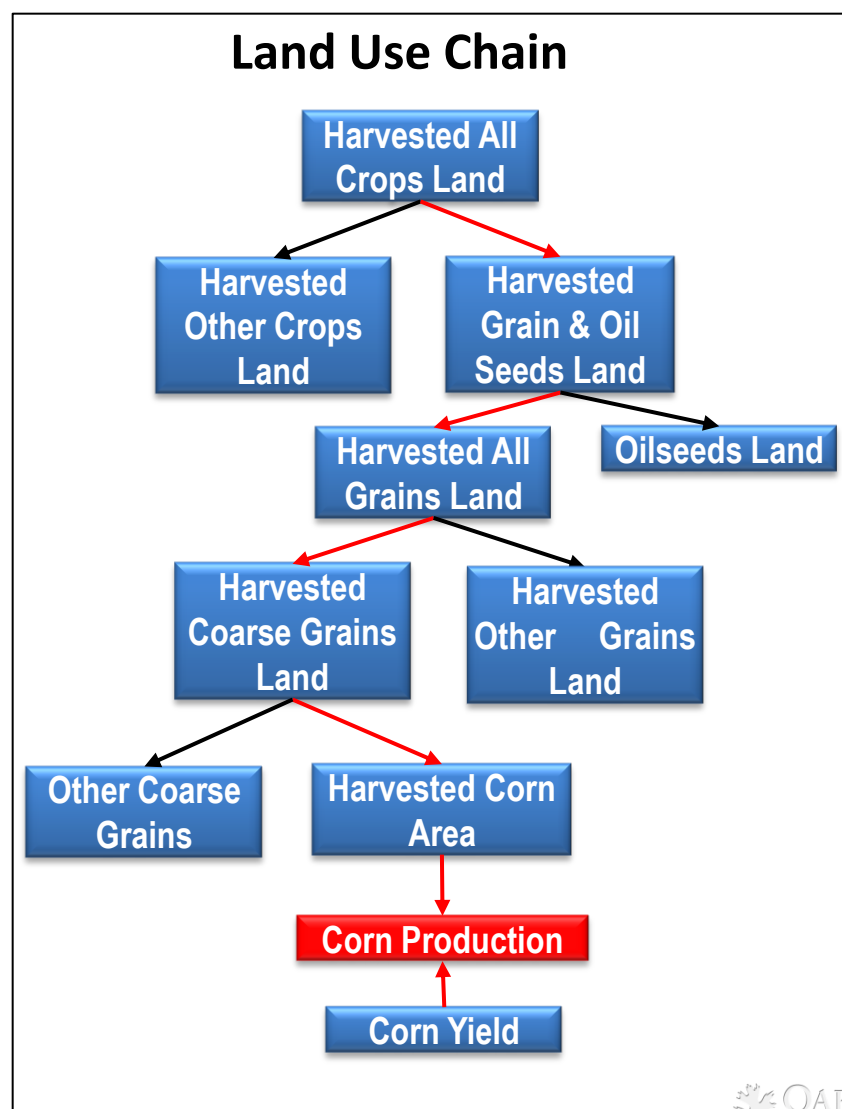 Land Use Chain
Harvested All
Crops Land
Harvested
Other Crops
Land
Harvested
Grain & Oil
Seeds Land
Harvested All
Grains Land
Oilseeds Land
Harvested
Coarse Grains
Land
Harvested
Other Grains
Land
Other Coarse
Grains
Harvested Corn
Area
Corn Production
Corn Yield